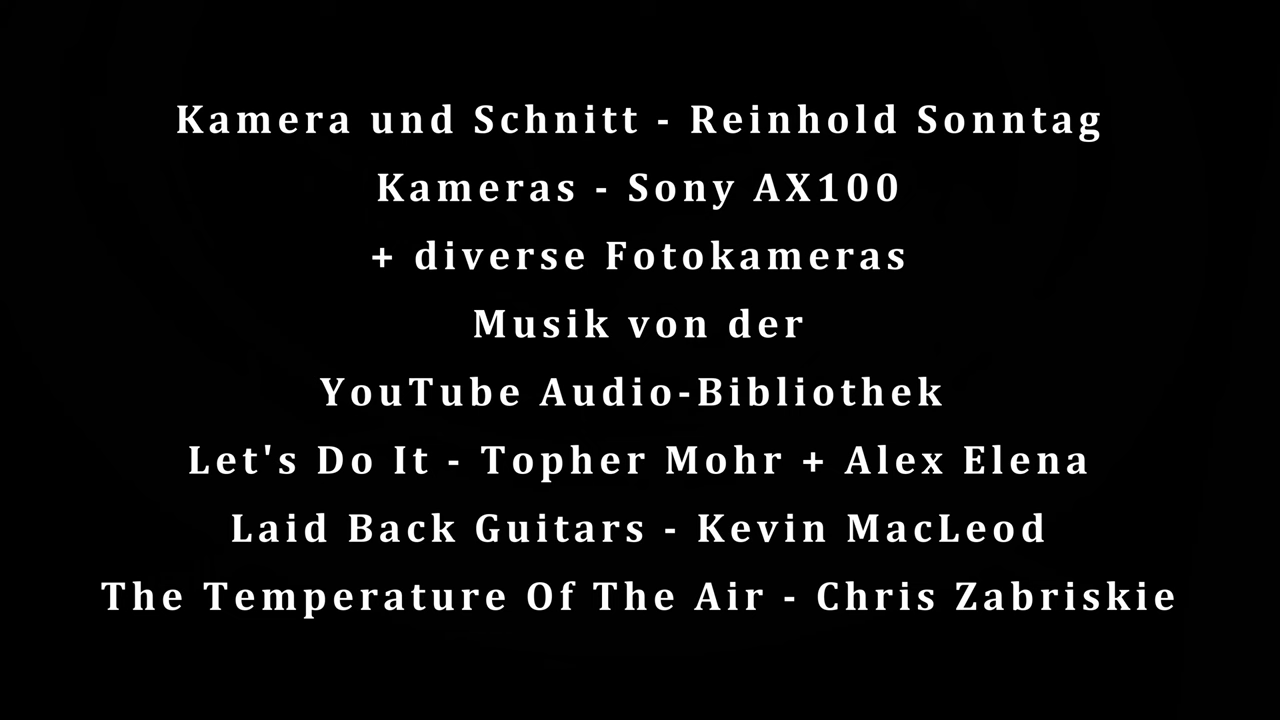 Kamera und Schnitt - Reinhold Sonntag
Kameras - Sony AX100
+ diverse Fotokameras
Musik von der
YouTube Audio-Bibliothek
Let's Do It - Topher Mohr + Alex Elena
Laid Back Guitars - Kevin MacLeod
The Temperature Of The Air - Chris Zabriskie